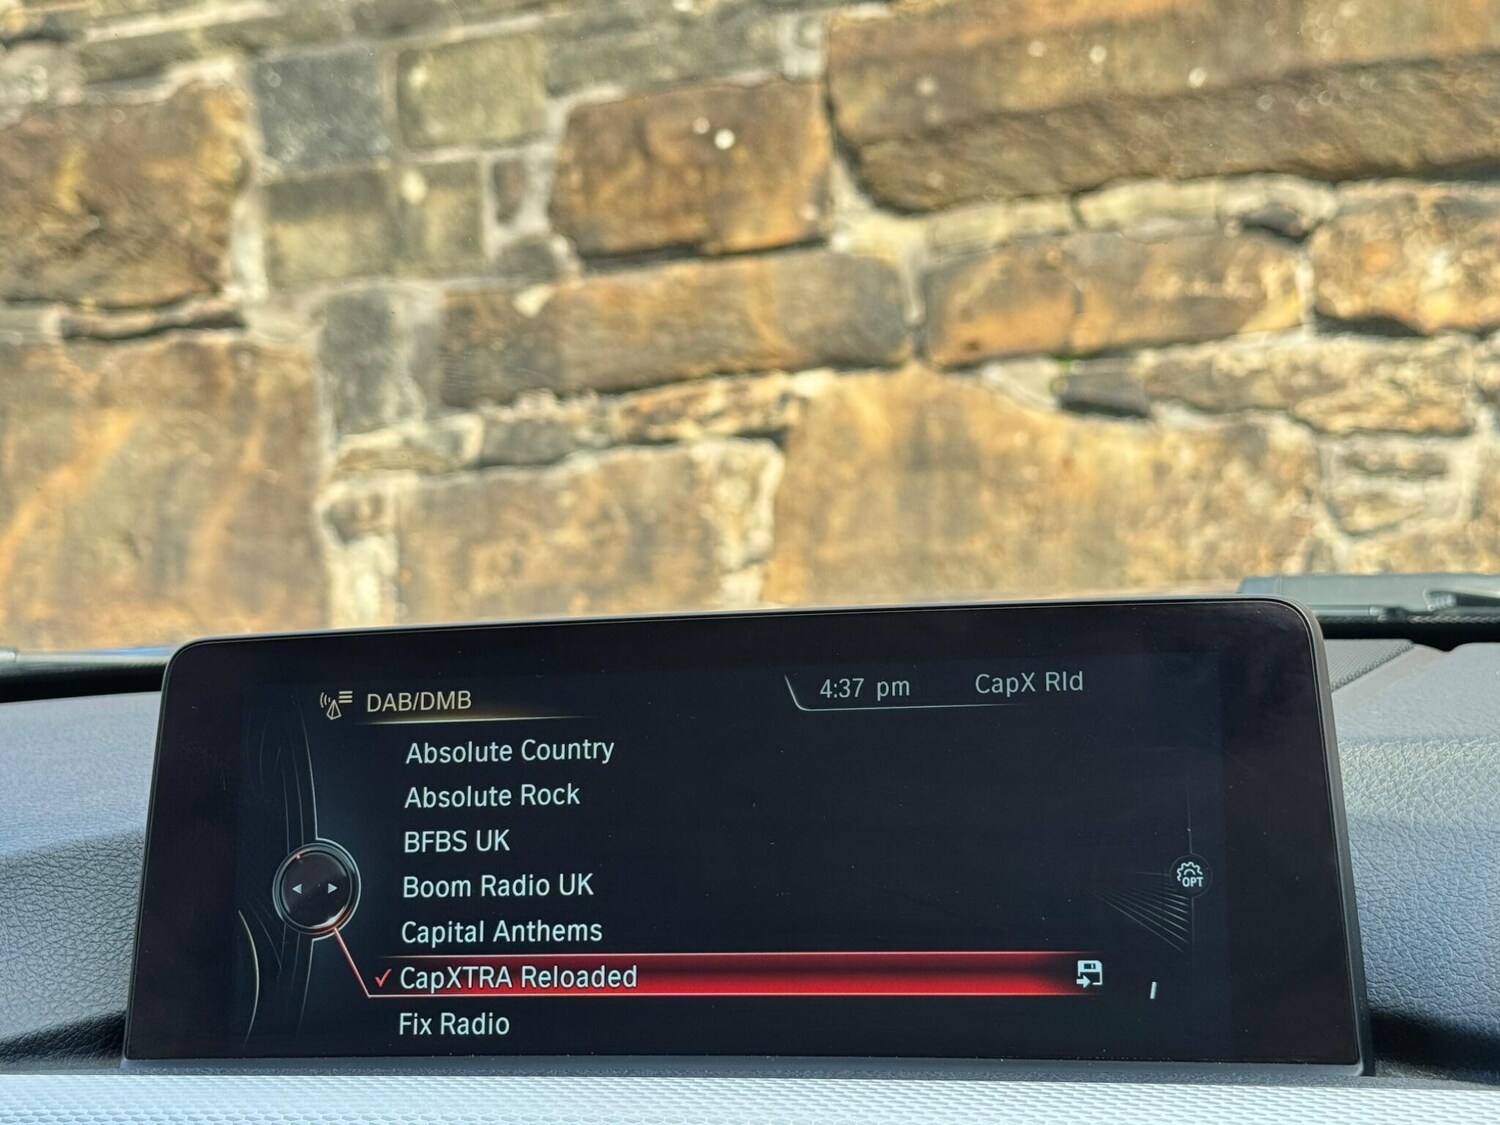 DAB/DMB
4:37 pm CapX Rld
Absolute Country
Absolute Rock
BFBS UK
Boom Radio UK
Capital Anthems
✓ CapXTRA Reloaded
Fix Radio
OPT